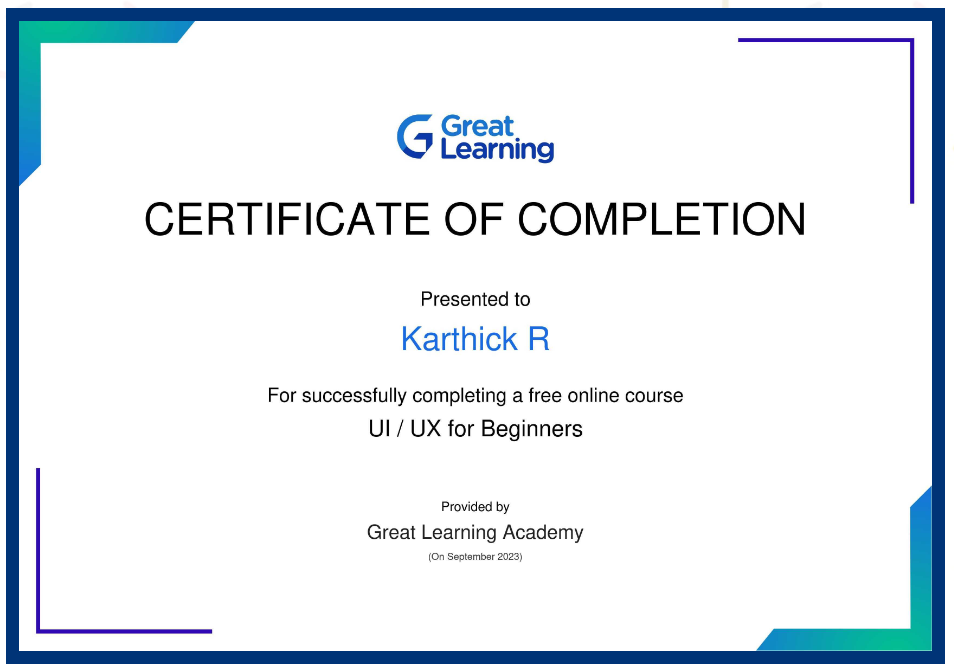 Great
Learning
CERTIFICATE OF COMPLETION
Presented to
Karthick R
For successfully completing a free online course
UI / UX for Beginners
Provided by
Great Learning Academy
(On September 2023)